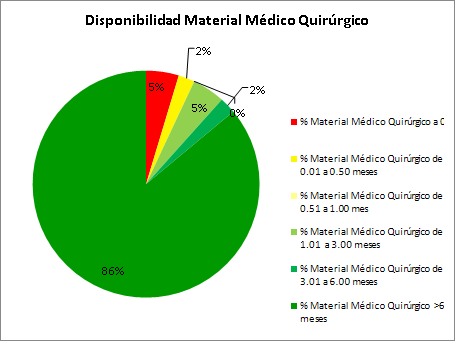 Disponibilidad Material Médico Quirúrgico
2%
5%
5%
2%
0%
86%
% Material Médico Quirúrgico a 0
% Material Médico Quirúrgico de
0.01 a 0.50 meses
% Material Médico Quirúrgico de
0.51 a 1.00 mes
% Material Médico Quirúrgico de
1.01 a 3.00 meses
% Material Médico Quirúrgico de
3.01 a 6.00 meses
% Material Médico Quirúrgico >6
meses